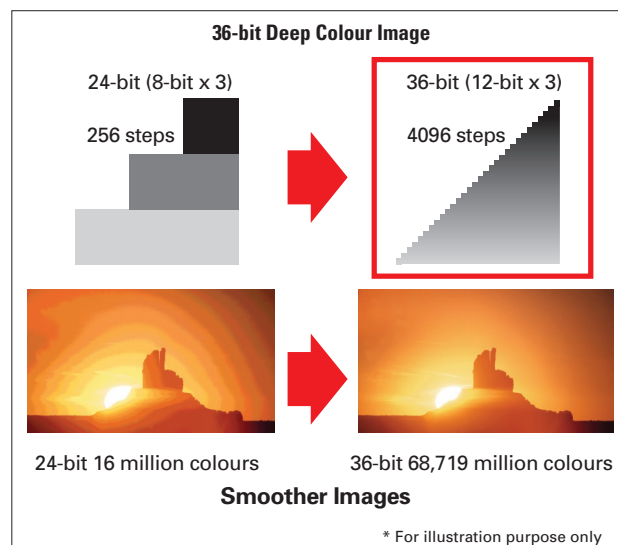 36-bit Deep Colour Image
24-bit (8-bit x 3)
36-bit (12-bit x 3)
256 steps
4096 steps
24-bit 16 million colours
36-bit 68,719 million colours
Smoother Images
* For illustration purpose only